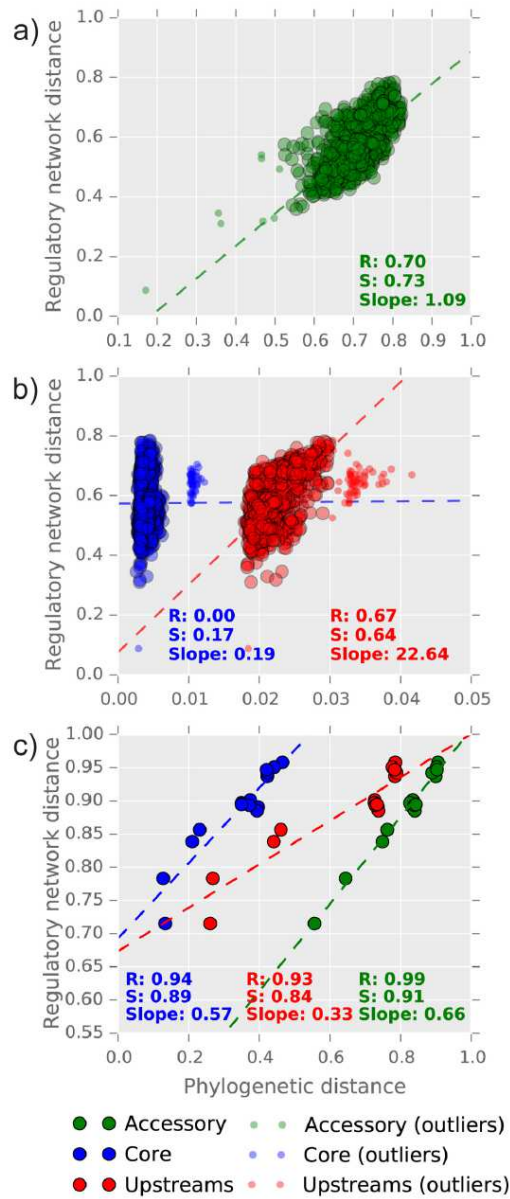 a)
Regulatory network distance
1.0
0.8
0.6
0.4
0.2
0.0
R: 0.70
S: 0.73
Slope: 1.09
0.1 0.2 0.3 0.4 0.5 0.6 0.7 0.8 0.9 1.0
b)
Regulatory network distance
1.0
0.8
0.6
0.4
0.2
0.0
R: 0.00
S: 0.17
Slope: 0.19
R: 0.67
S: 0.64
Slope: 22.64
0.00 0.01 0.02 0.03 0.04 0.05
c)
Regulatory network distance
1.00
0.95
0.90
0.85
0.80
0.75
0.70
0.65
0.60
0.55
R: 0.94
S: 0.89
Slope: 0.57
R: 0.93
S: 0.84
Slope: 0.33
R: 0.99
S: 0.91
Slope: 0.66
0.0 0.2 0.4 0.6 0.8 1.0
Phylogenetic distance
Accessory
Core
Upstreams
Accessory (outliers)
Core (outliers)
Upstreams (outliers)